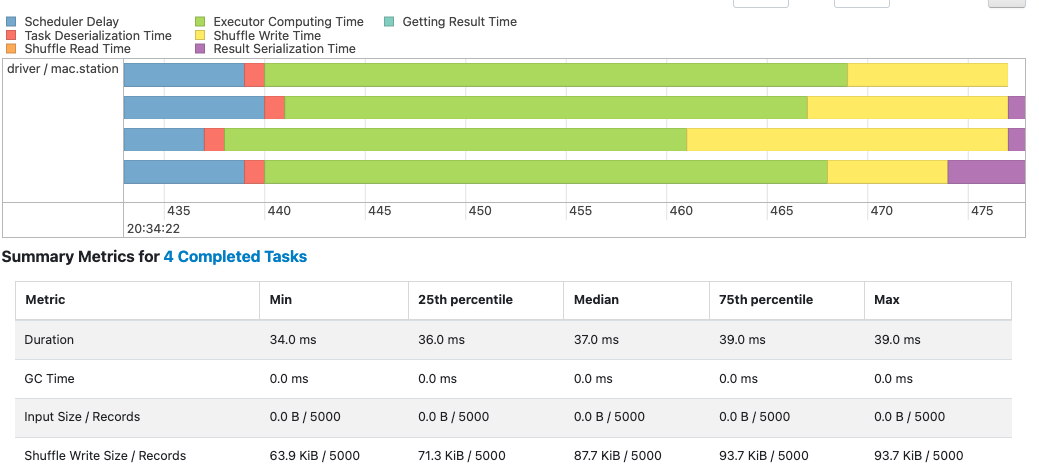 Scheduler Delay Executor Computing Time Getting Result Time
Task Deserialization Time Shuffle Write Time
Shuffle Read Time Result Serialization Time
driver / mac.station
435 440 445 450 455 460 465 470 475
20:34:22
Summary Metrics for 4 Completed Tasks
Metric Min 25th percentile Median 75th percentile Max
Duration 34.0 ms 36.0 ms 37.0 ms 39.0 ms 39.0 ms
GC Time 0.0 ms 0.0 ms 0.0 ms 0.0 ms 0.0 ms
Input Size / Records 0.0 B / 5000 0.0 B / 5000 0.0 B / 5000 0.0 B / 5000 0.0 B / 5000
Shuffle Write Size / Records 63.9 KiB / 5000 71.3 KiB / 5000 87.7 KiB / 5000 93.7 KiB / 5000 93.7 KiB / 5000